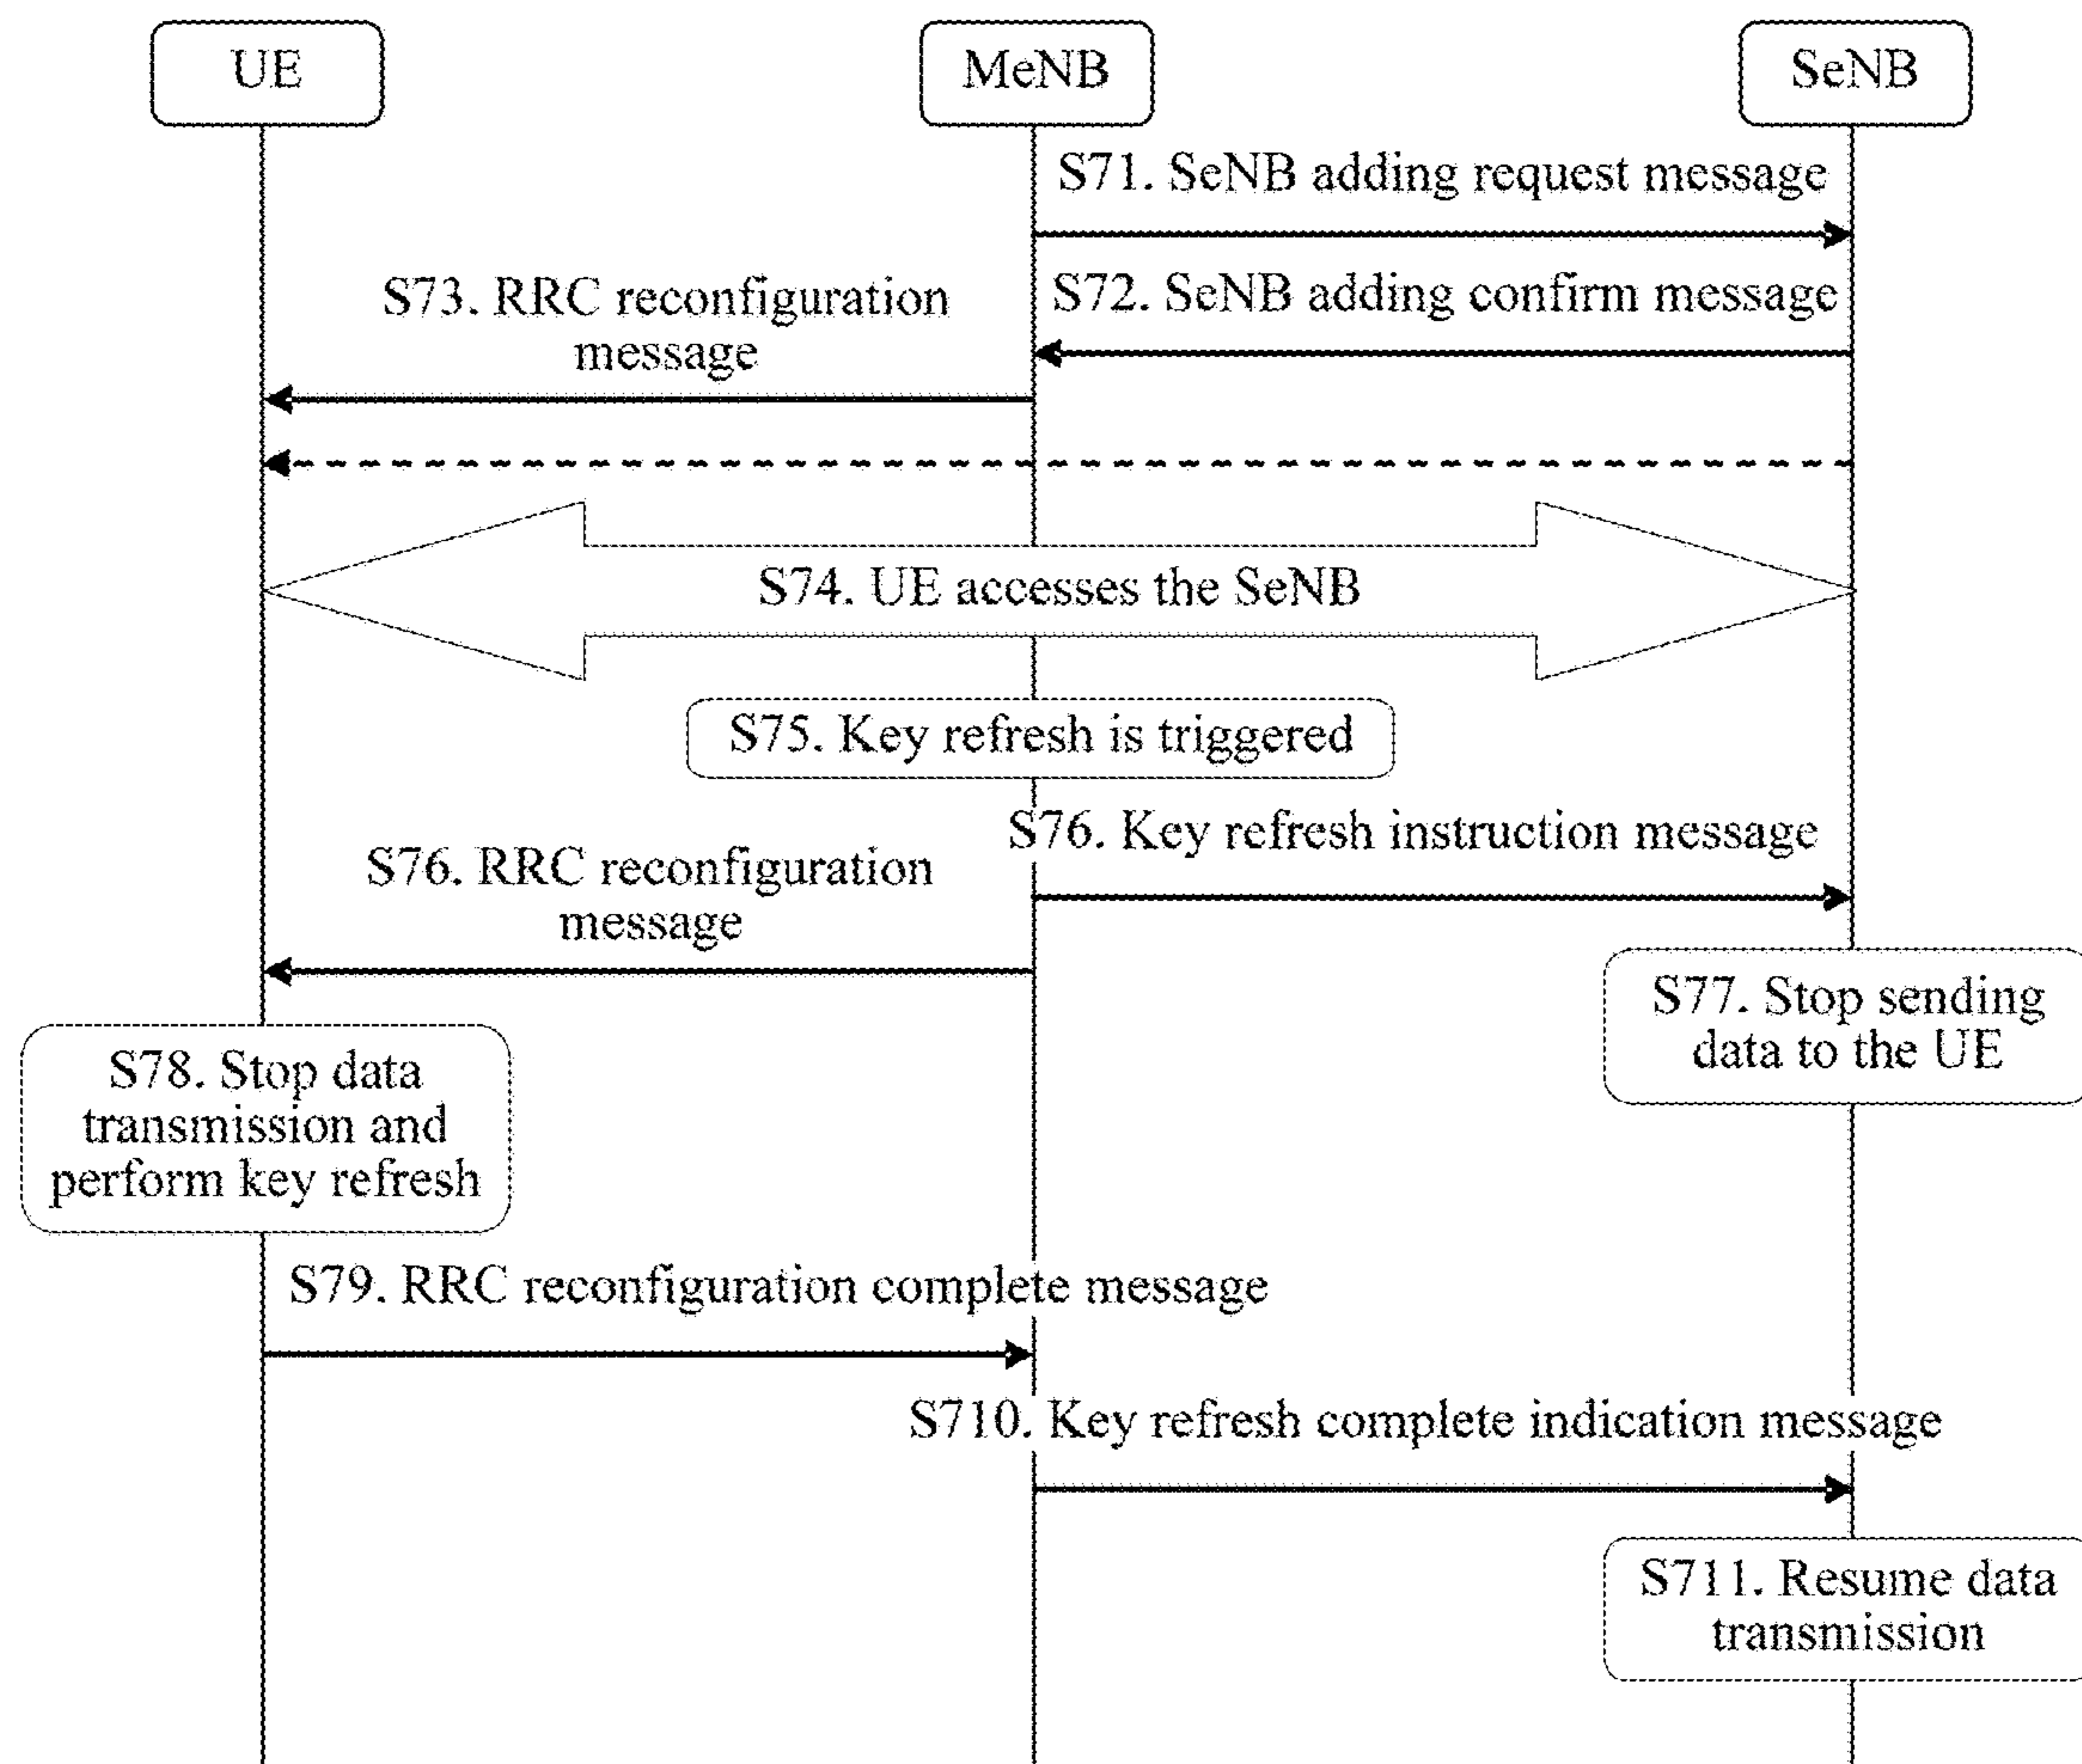 UE
MeNB
SeNB
S71. SeNB adding request message
S73. RRC reconfiguration
message
S72. SeNB adding confirm message
S74. UE accesses the SeNB
S75. Key refresh is triggered
S76. Key refresh instruction message
S76. RRC reconfiguration
message
S77. Stop sending
data to the UE
S78. Stop data
transmission and
perform key refresh
S79. RRC reconfiguration complete message
S710. Key refresh complete indication message
S711. Resume data
transmission